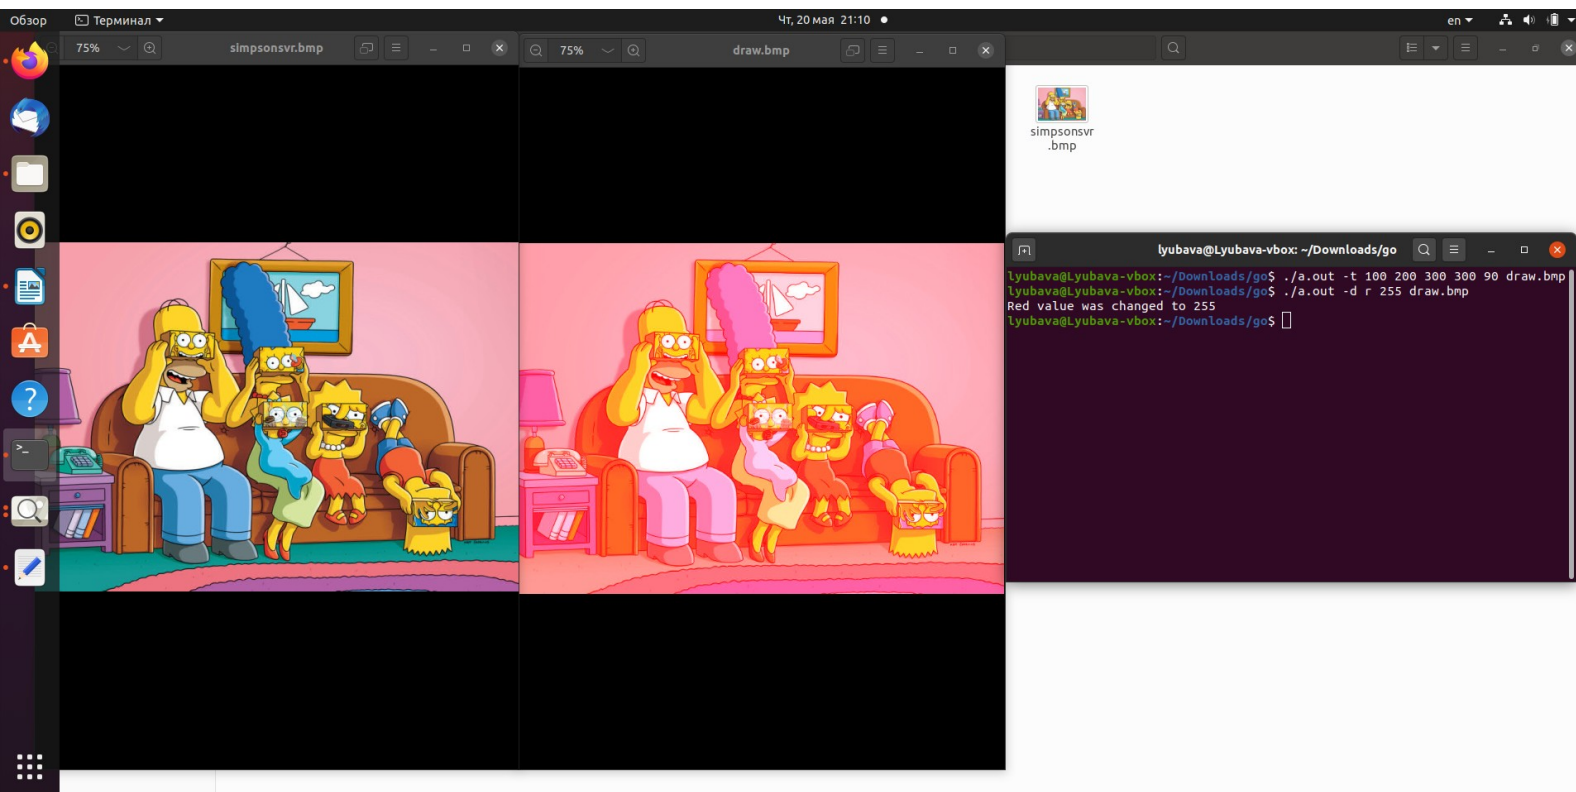 Обзор
Терминал
Чт, 20 мая 21:10
en
75%
simpsonsvr.bmp
75%
draw.bmp
simpsonsvr
.bmp
lyubava@Lyubava-vbox: ~/Downloads/go
lyubava@Lyubava-vbox:~/Downloads/go$ ./a.out -t 100 200 300 300 90 draw.bmp
lyubava@Lyubava-vbox:~/Downloads/go$ ./a.out -d r 255 draw.bmp
Red value was changed to 255
lyubava@Lyubava-vbox:~/Downloads/go$